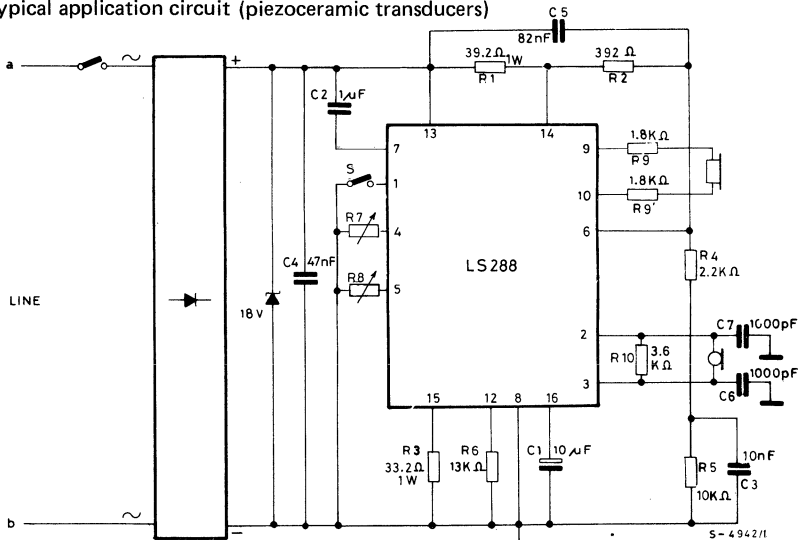 ypical application circuit (piezoceramic transducers)
C5
82nF
a
~
+
39.2Ω 1W
R1
392 Ω
R2
C2 1µF
13
14
7
9
1.8KΩ
R9
S
1
1.8KΩ
10
R9'
R7
4
6
LS288
R4
2.2KΩ
C4 47nF
R8
5
LINE
18V
2
C7 1000pF
R10 3.6
KΩ
3
1000pF
C6
15
12
8
16
R3
33.2Ω
1W
R6
13KΩ
C1 10µF
R5
10KΩ
10nF
C3
b
~
–
S-4942/1